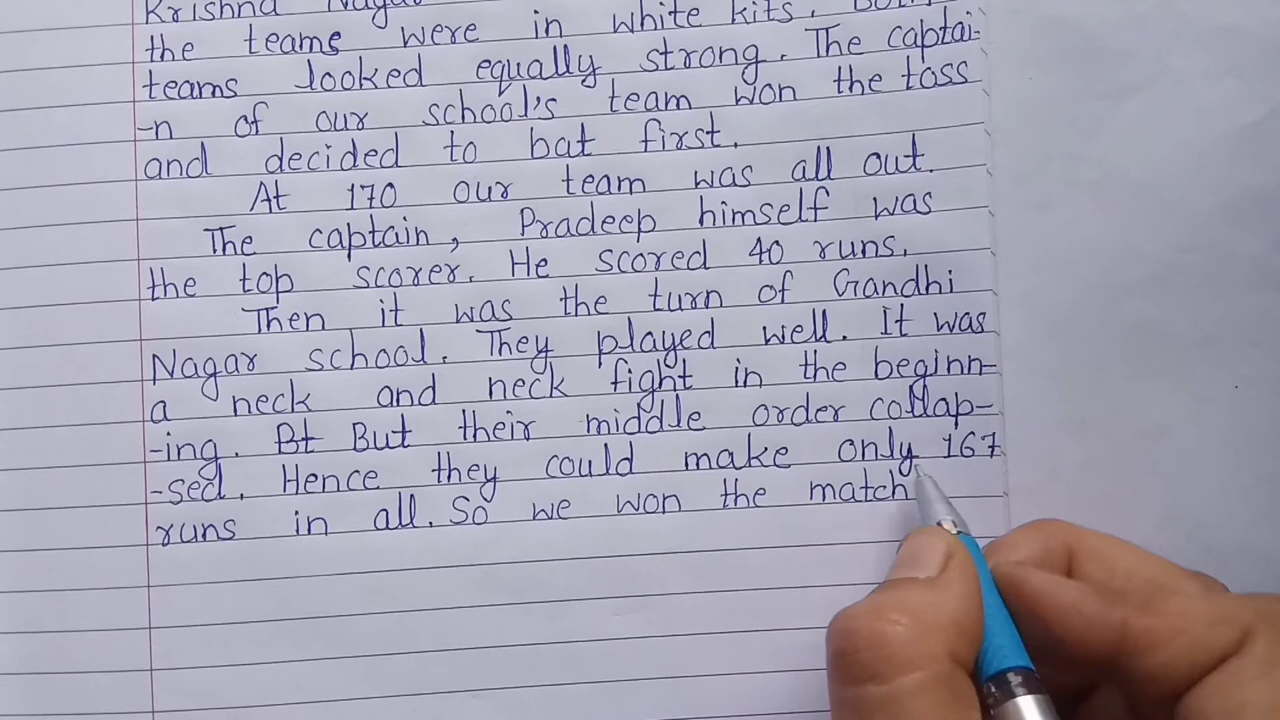 Krishna Nagar
the teams were in white kits. Both
teams looked equally strong. The captai-
-n of our school's team won the toss
and decided to bat first.
At 170 our team was all out.
The captain, Pradeep himself was
the top scorer. He scored 40 runs.
Then it was the turn of Gandhi
Nagar school. They played well. It was
a neck and neck fight in the beginn-
-ing. Bt But their middle order collap-
-sed. Hence they could make only 167
runs in all. So we won the match